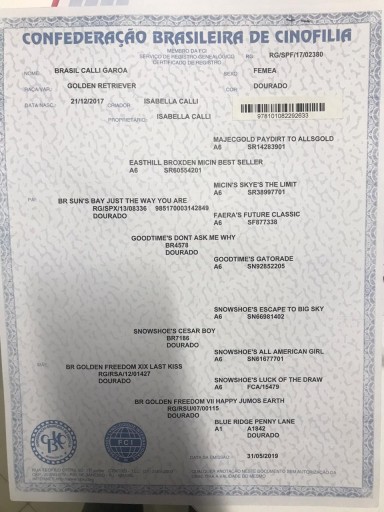 CONFEDERAÇÃO BRASILEIRA DE CINOFILIA
MEMBRO DA FCI
SERVIÇO DE REGISTRO GENEALÓGICO
CERTIFICADO DE REGISTRO
RG/SPF/17/02380
NOME: BRASIL CALLI GAROA SEXO: FEMEA
RAÇA/VAR: GOLDEN RETRIEVER COR: DOURADO
DATA NASC.: 21/12/2017 CRIADOR ISABELLA CALLI
PROPRIETÁRIO: ISABELLA CALLI
978101082292633
MAJECGOLD PAYDIRT TO ALLSGOLD
A6 SR14283901
EASTHILL BROXDEN MICIN BEST SELLER
A6 SR60554201
MICIN'S SKYE'S THE LIMIT
A6 SR38997701
PAI: BR SUN'S BAY JUST THE WAY YOU ARE
RG/SPX/13/08336 985170003142849
DOURADO
FAERA'S FUTURE CLASSIC
A6 SF877338
GOODTIME'S DONT ASK ME WHY
BR4578
DOURADO
GOODTIME'S GATORADE
A6 SN92852205
SNOWSHOE'S ESCAPE TO BIG SKY
A6 SN66981402
SNOWSHOE'S CESAR BOY
BR7186
DOURADO
SNOWSHOE'S ALL AMERICAN GIRL
A6 SN81677701
BR GOLDEN FREEDOM XIX LAST KISS
RG/RSA/12/01427
DOURADO
SNOWSHOE'S LUCK OF THE DRAW
A6 FCA/15479
BR GOLDEN FREEDOM VII HAPPY JUMOS EARTH
RG/RSU/07/00115
DOURADO
BLUE RIDGE PENNY LANE
A1 A1842
DOURADO
CBKC
FCI
EMISSÃO 31/05/2019